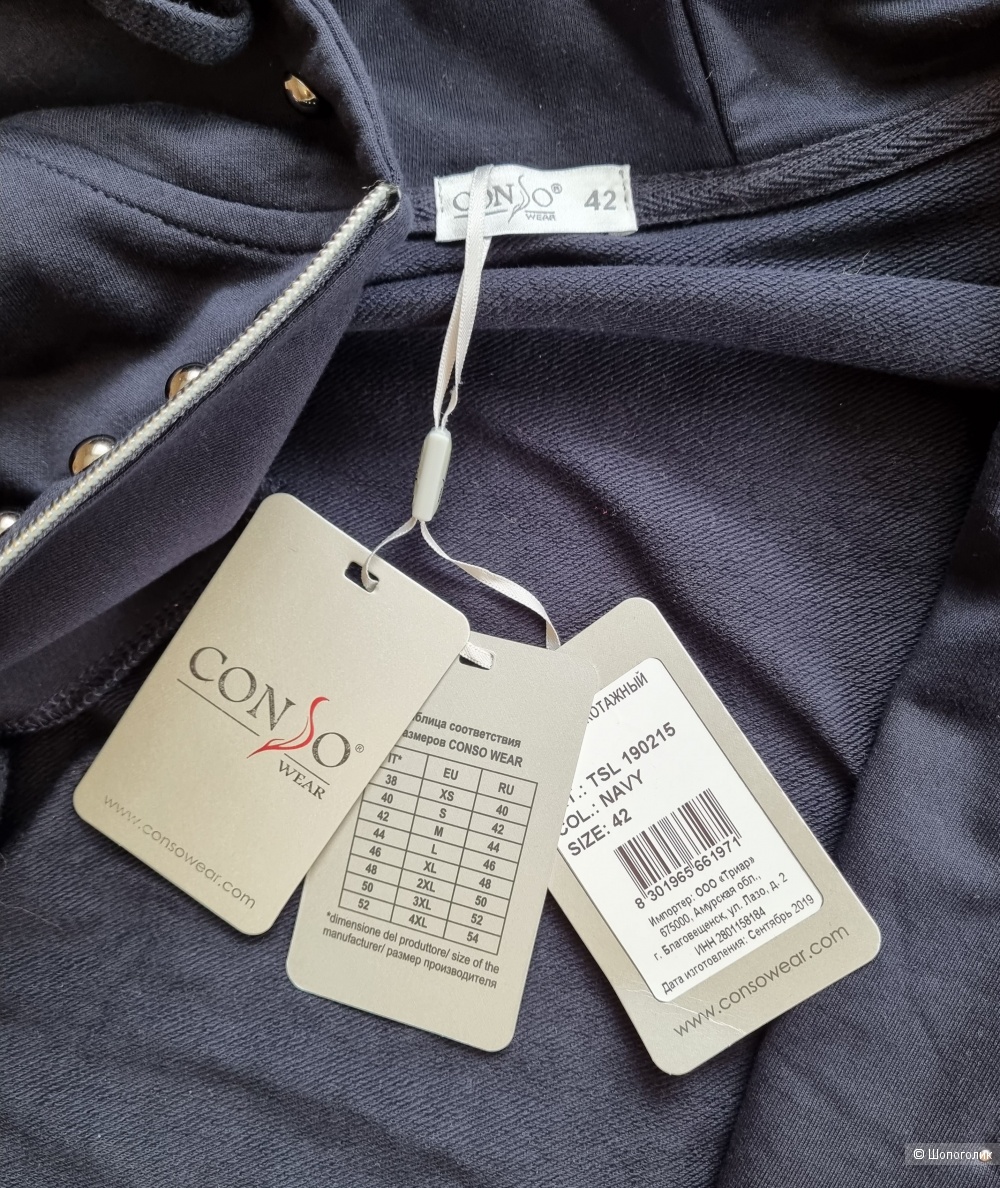 CONSO® 42
WEAR
CONSO®
WEAR
www.consowear.com
соответствия
CONSO WEAR
IT* EU RU
38 XS 40
40 S 42
42 M 44
44 L 46
46 XL 48
48 2XL 50
50 3XL 52
52 4XL 54
*dimensione del produttore/ size of the
manufacturer/ размер производителя
TSL 190215
COL.: NAVY
SIZE: 42
8 301965 661971
Импортер: ООО «Триар»
675000, Амурская обл.,
г. Благовещенск, ул. Лазо, д. 2
ИНН 2801158184
Дата изготовления: Сентябрь 2019
www.consowear.com
© Шопоголик